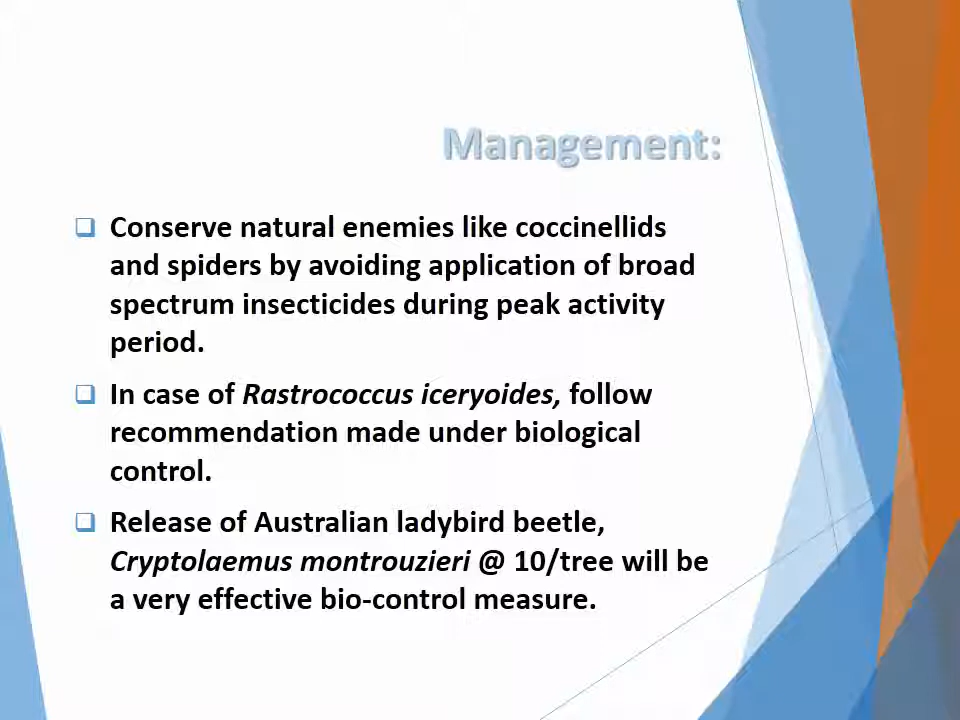 Management:
Conserve natural enemies like coccinellids
and spiders by avoiding application of broad
spectrum insecticides during peak activity
period.
In case of Rastrococcus iceryoides, follow
recommendation made under biological
control.
Release of Australian ladybird beetle,
Cryptolaemus montrouzieri @ 10/tree will be
a very effective bio-control measure.